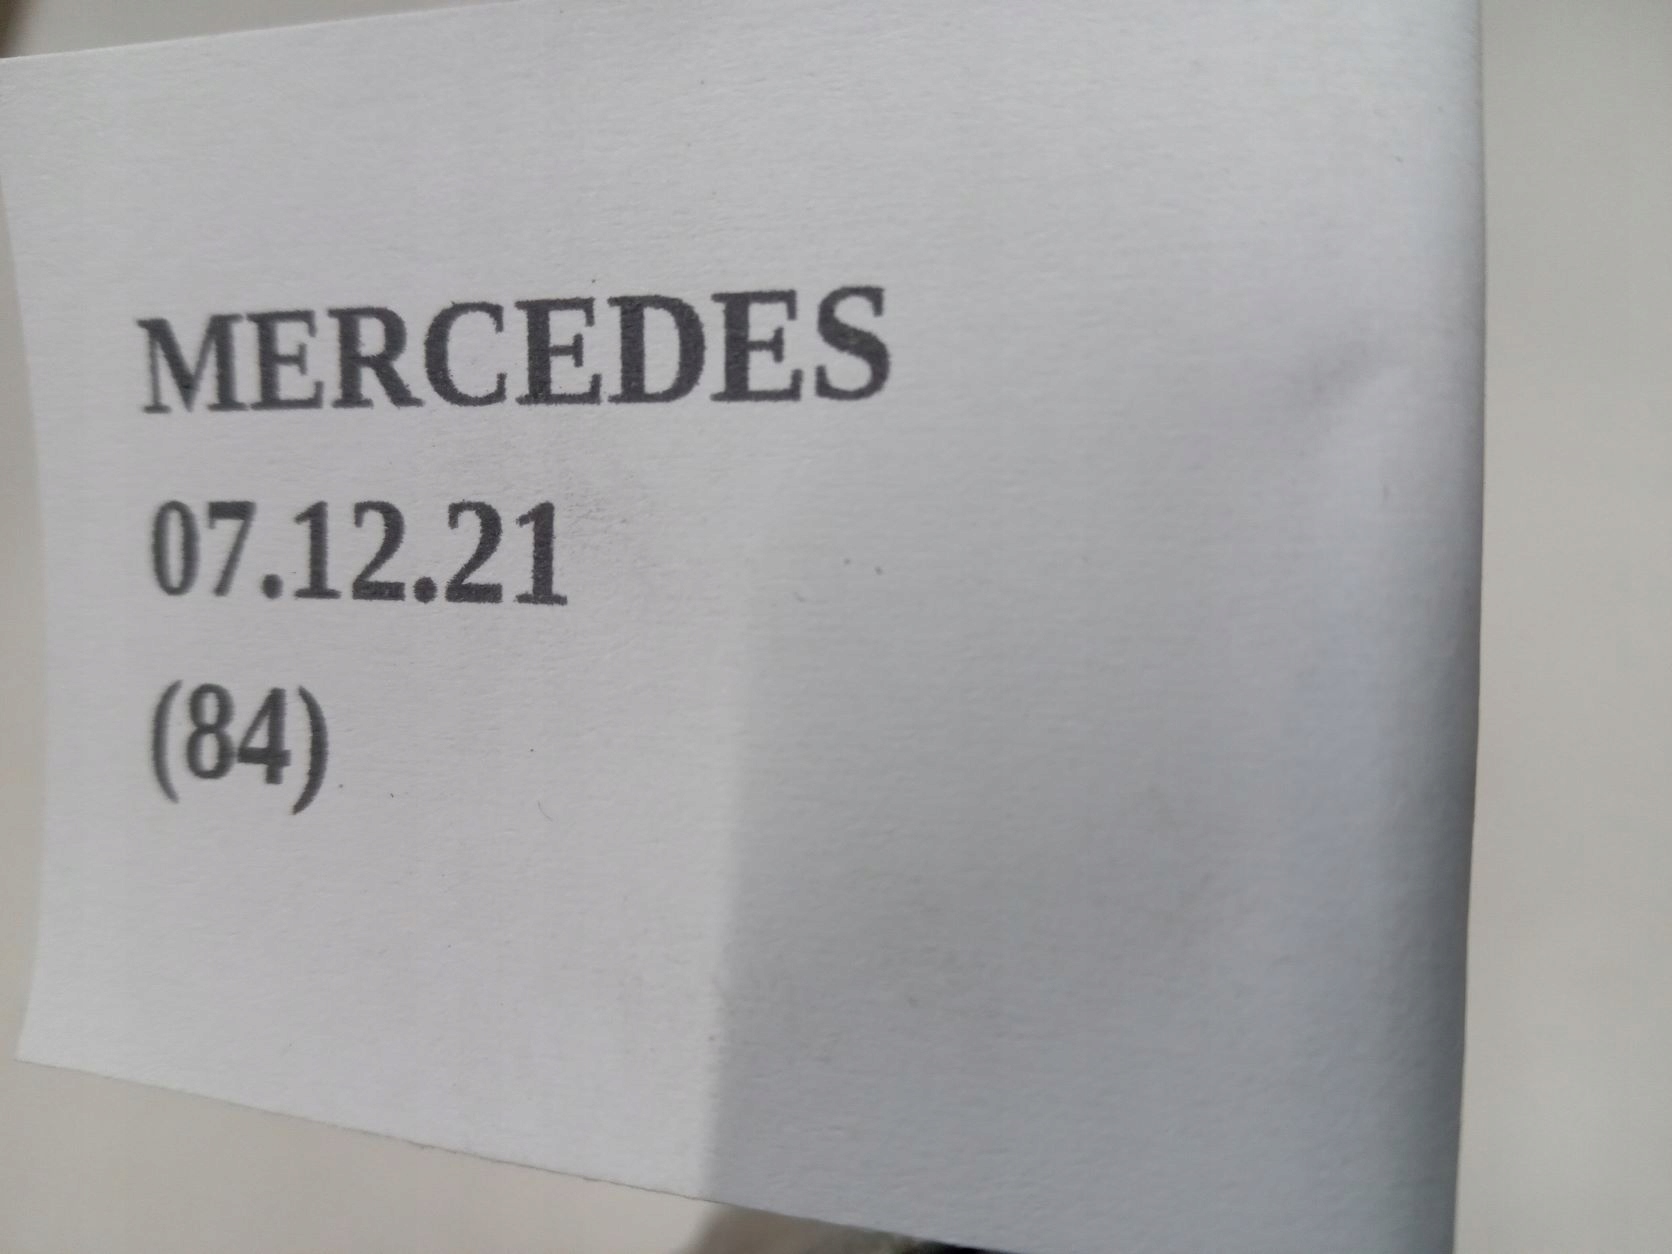 MERCEDES
07.12.21
(84)